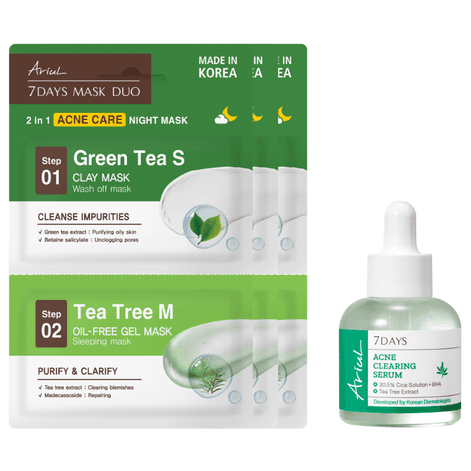 Ariul
MADE IN
KOREA
7DAYS MASK DUO
2 in 1 ACNE CARE NIGHT MASK
Step
01
Green Tea S
CLAY MASK
Wash off mask
CLEANSE IMPURITIES
• Green tea extract : Purifying oily skin
• Betaine salicylate : Unclogging pores
Step
02
Tea Tree M
OIL-FREE GEL MASK
Sleeping mask
PURIFY & CLARIFY
• Tea tree extract : Clearing blemishes
• Madecassoside : Repairing
Ariul
7DAYS
ACNE
CLEARING
SERUM
• 30.5% Cica Solution + BHA
• Tea Tree Extract
Developed by Korean Dermatologists